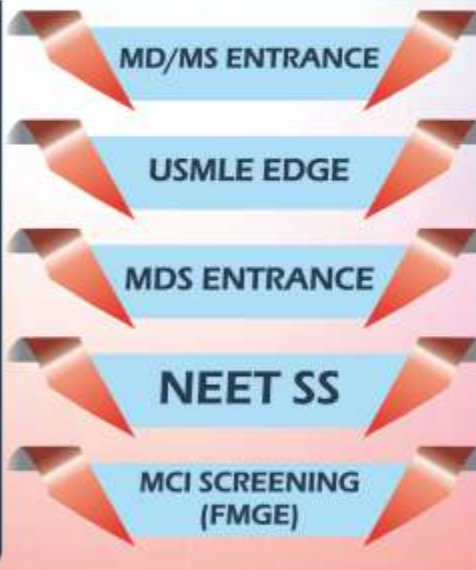 MD/MS ENTRANCE
USMLE EDGE
MDS ENTRANCE
NEET SS
MCI SCREENING
(FMGE)